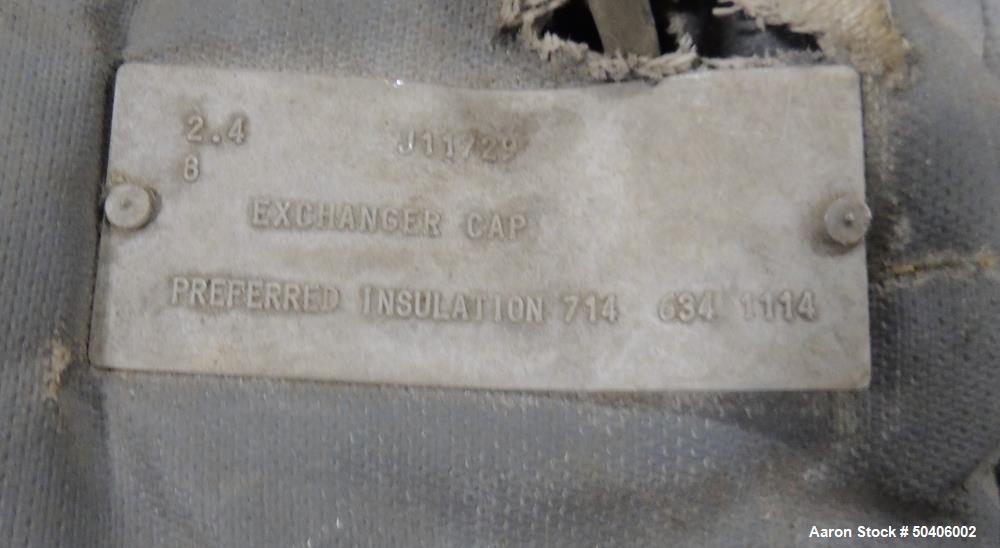 2.4 J11729
8
EXCHANGER CAP
PREFERRED INSULATION 714 634 1114
Aaron Stock # 50406002